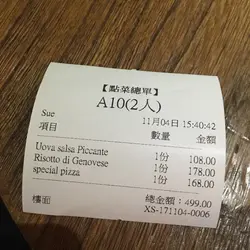 【點菜總單】
A10(2人)
11月04日 15:40:42
Sue
項目 數量 金額
Uova salsa Piccante 1份 108.00
Risotto di Genovese 1份 178.00
special pizza 1份 168.00
樓面 總金額:499.00
XS-171104-0006